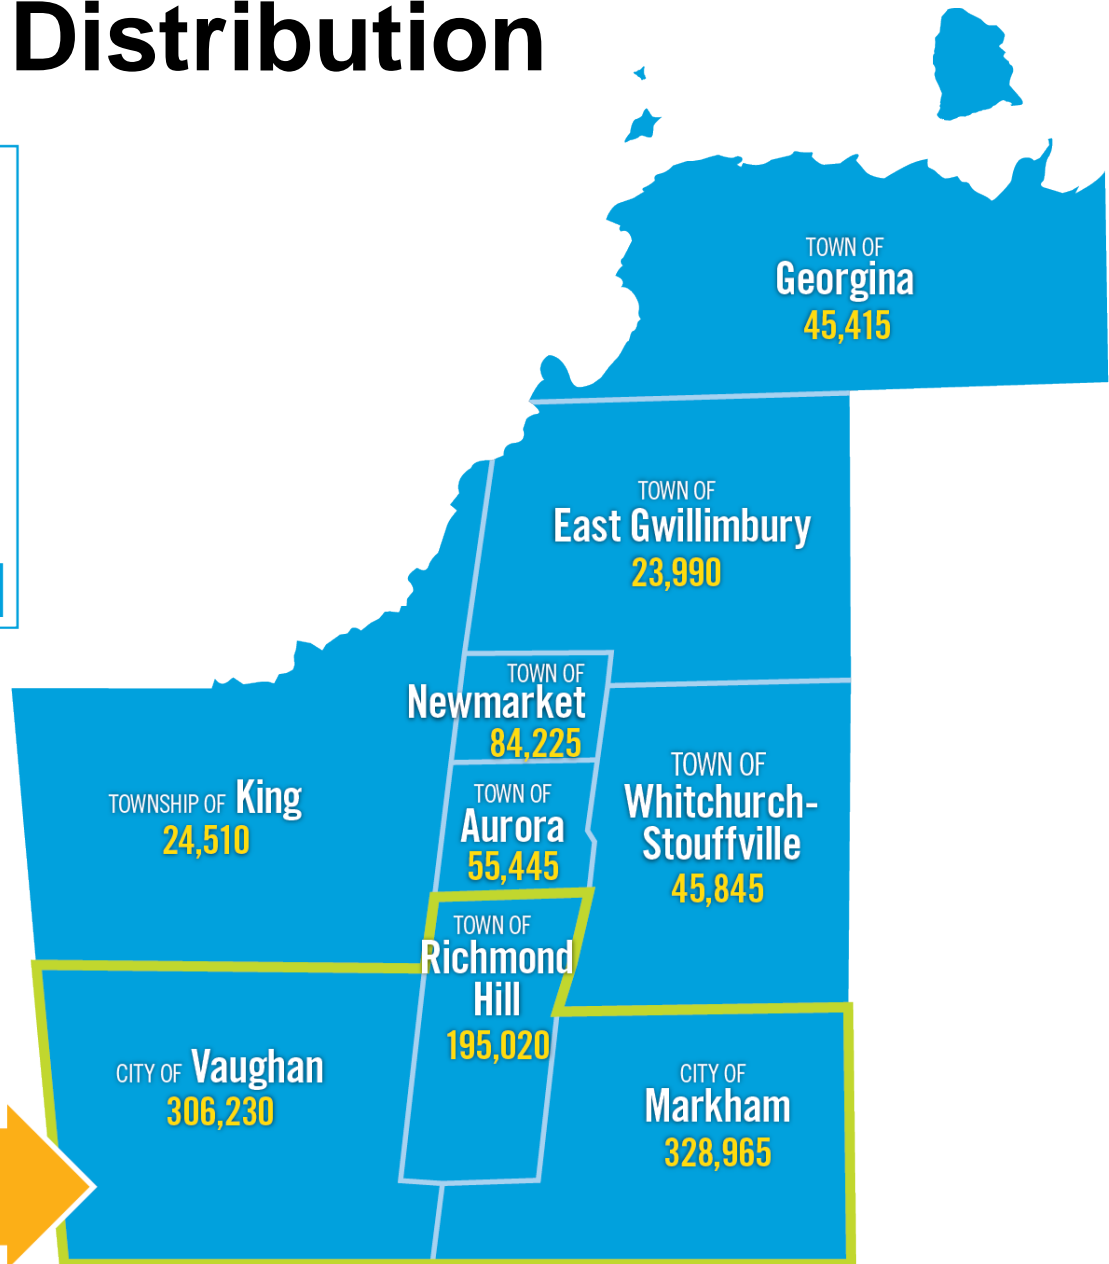 Distribution
TOWN OF
Georgina
45,415
TOWN OF
East Gwillimbury
23,990
TOWN OF
Newmarket
84,225
TOWNSHIP OF King
24,510
TOWN OF
Aurora
55,445
TOWN OF
Whitchurch-
Stouffville
45,845
TOWN OF
Richmond
Hill
195,020
CITY OF Vaughan
306,230
CITY OF
Markham
328,965